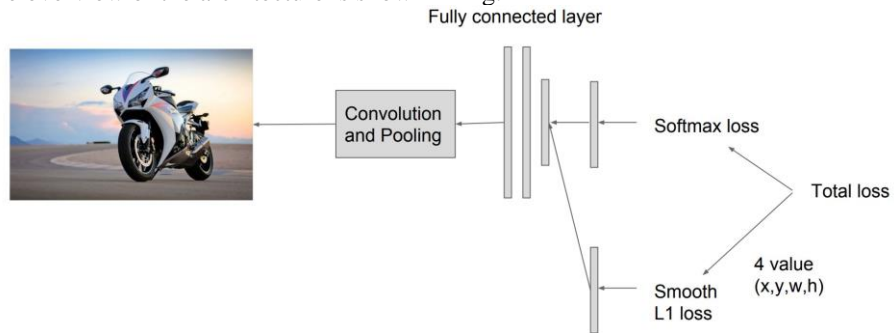 Fully connected layer
Convolution
and Pooling
Softmax loss
Total loss
4 value
(x,y,w,h)
Smooth
L1 loss